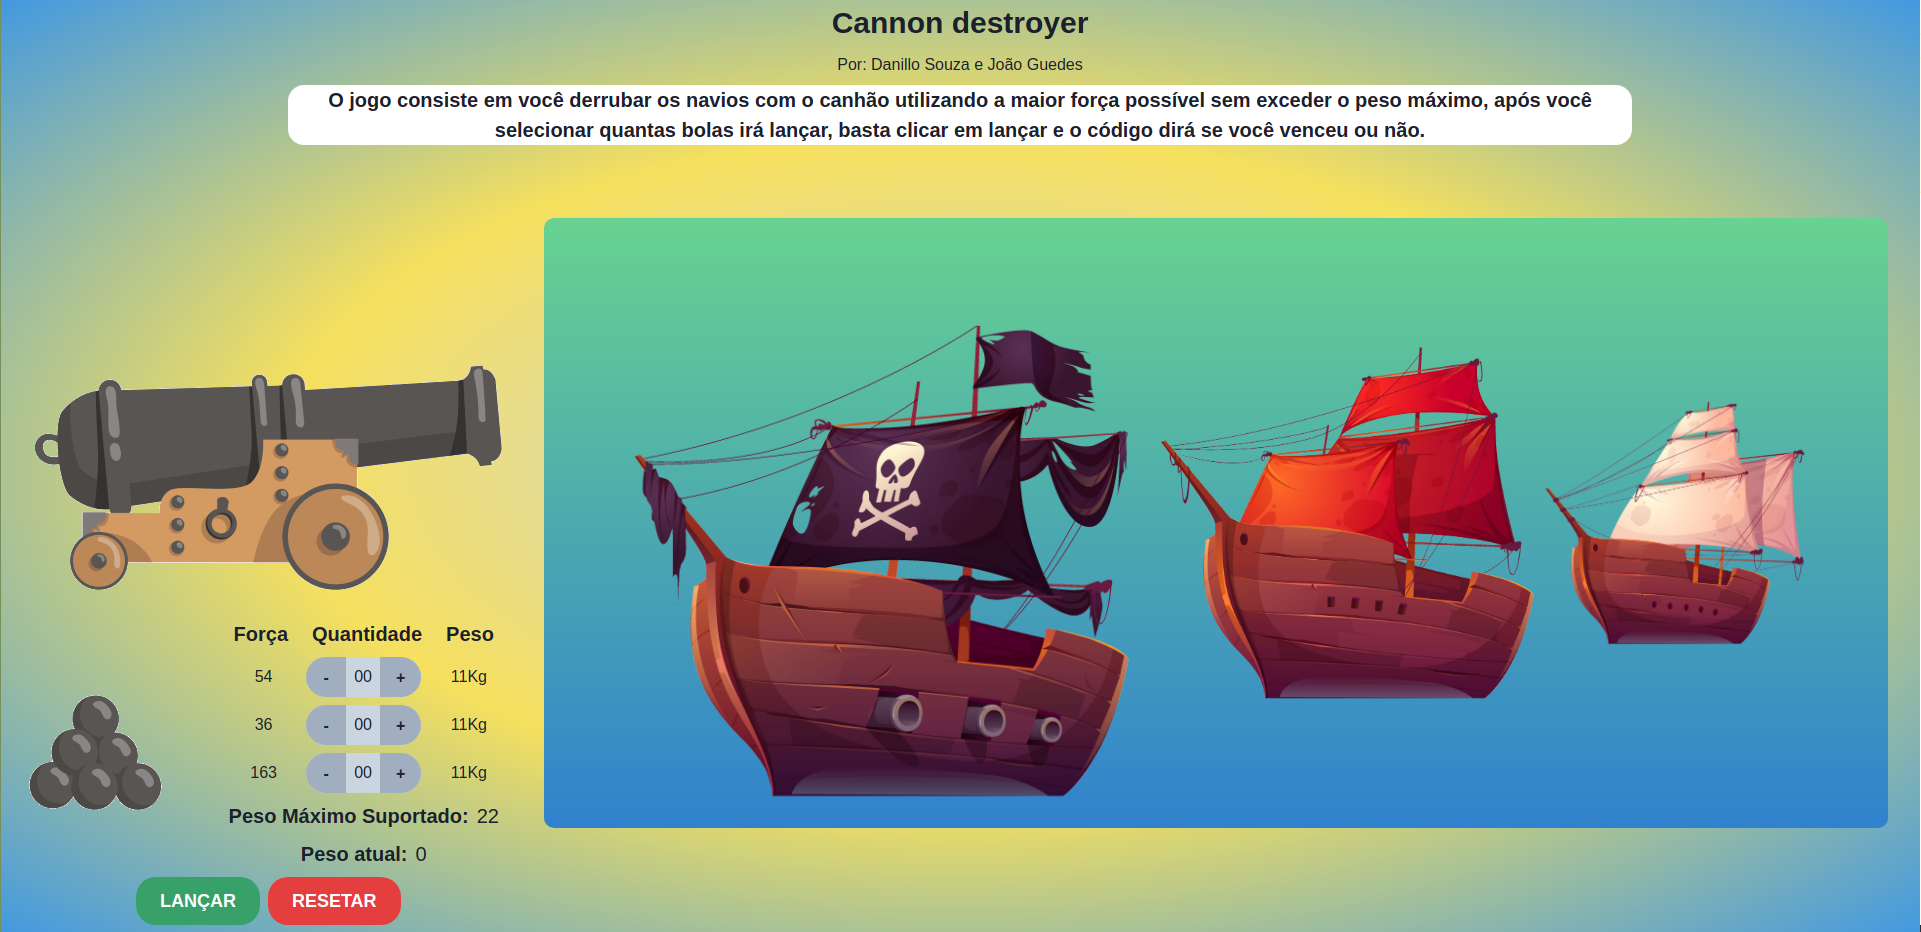 Cannon destroyer
Por: Danillo Souza e João Guedes
O jogo consiste em você derrubar os navios com o canhão utilizando a maior força possível sem exceder o peso máximo, após você
selecionar quantas bolas irá lançar, basta clicar em lançar e o código dirá se você venceu ou não.
Força Quantidade Peso
54 - 00 + 11Kg
36 - 00 + 11Kg
163 - 00 + 11Kg
Peso Máximo Suportado: 22
Peso atual: 0
LANÇAR RESETAR